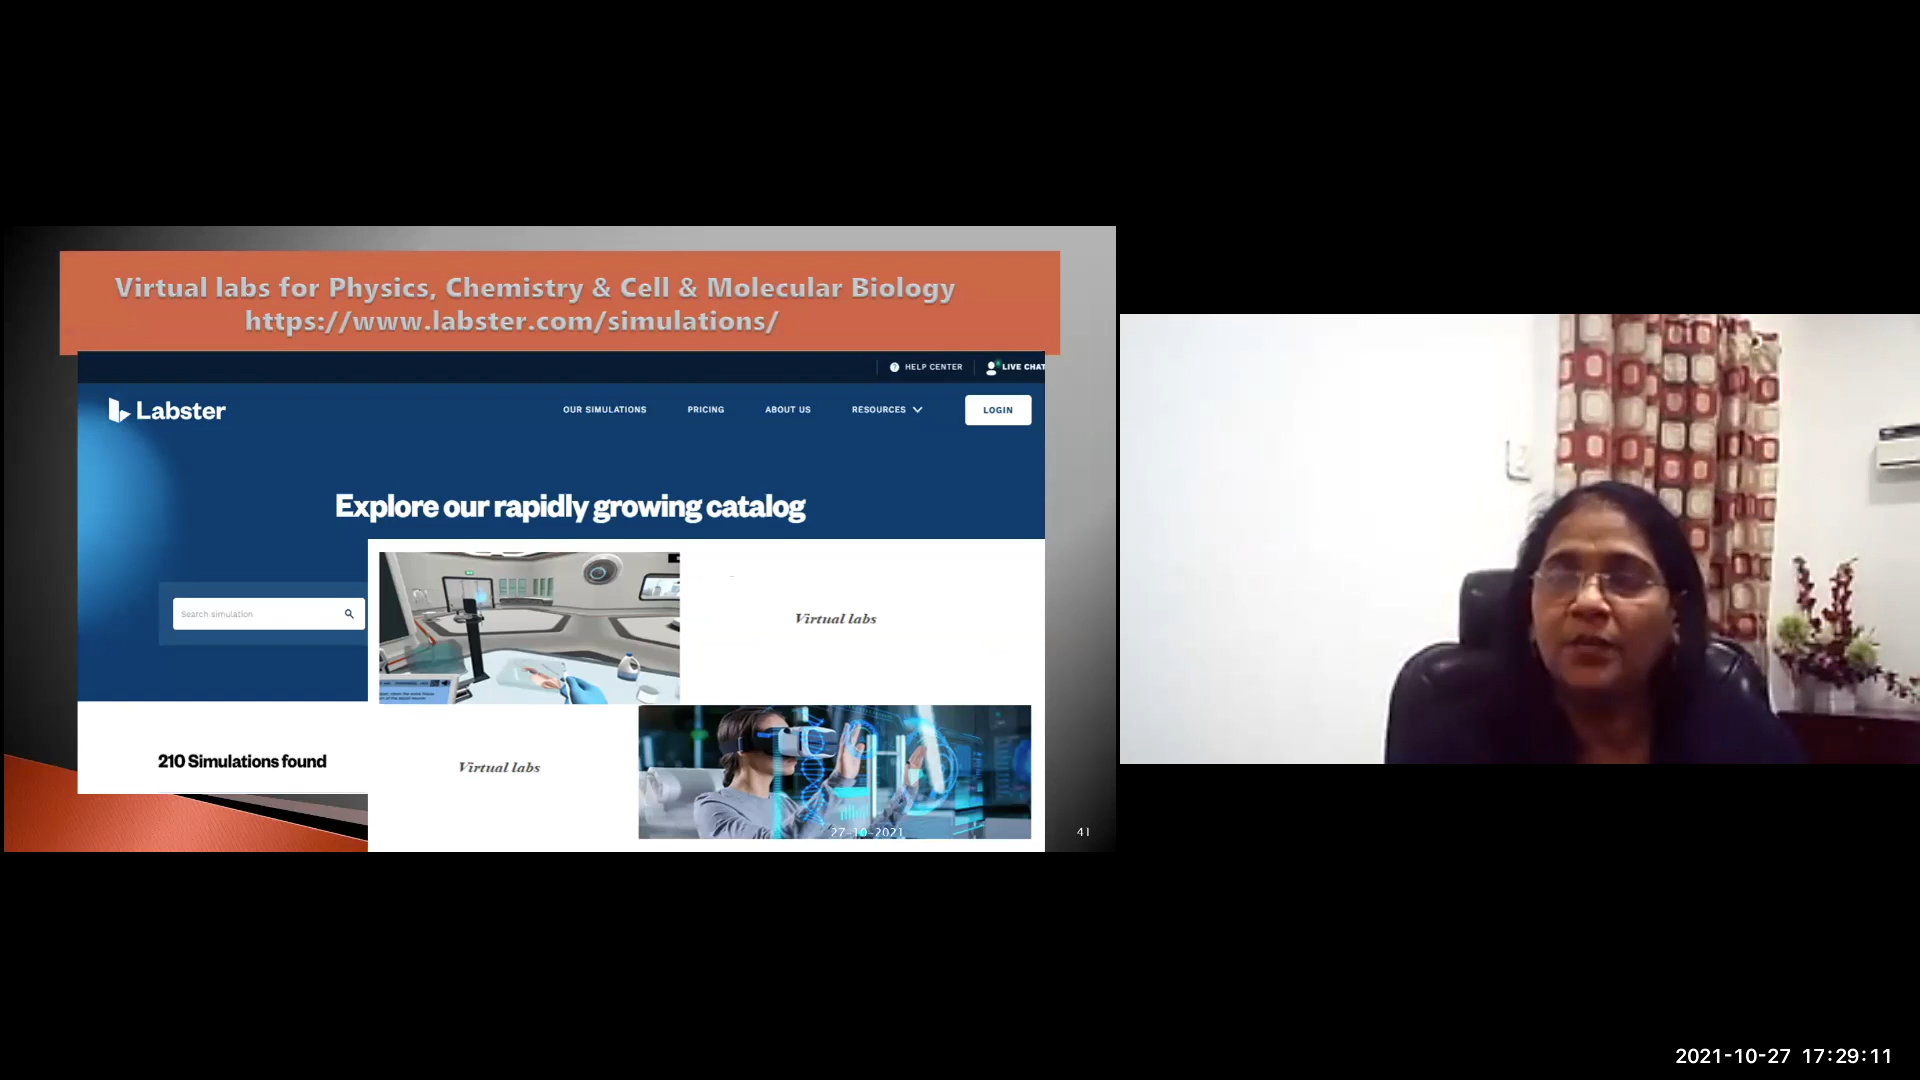 Virtual labs for Physics, Chemistry & Cell & Molecular Biology
https://www.labster.com/simulations/
HELP CENTER
LIVE CHAT
Labster
OUR SIMULATIONS
PRICING
ABOUT US
RESOURCES
LOGIN
Explore our rapidly growing catalog
Search simulation
Virtual labs
210 Simulations found
Virtual labs
27-10-2021
41
2021-10-27 17:29:11